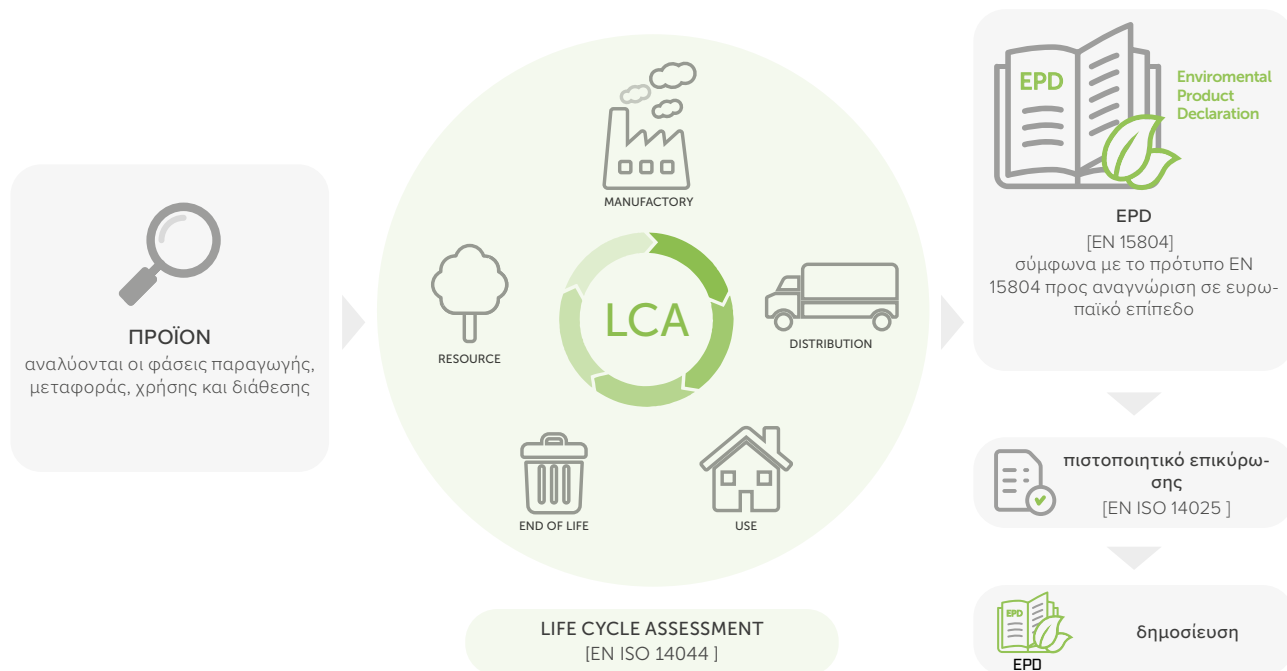 ΠΡΟΪΟΝ
αναλύονται οι φάσεις παραγωγής,
μεταφοράς, χρήσης και διάθεσης
MANUFACTORY
RESOURCE
LCA
DISTRIBUTION
END OF LIFE
USE
LIFE CYCLE ASSESSMENT
[EN ISO 14044 ]
EPD
Enviromental
Product
Declaration
EPD
[EN 15804]
σύμφωνα με το πρότυπο EN
15804 προς αναγνώριση σε ευρω-
παϊκό επίπεδο
πιστοποιητικό επικύρω-
σης
[EN ISO 14025 ]
EPD
EPD
δημοσίευση